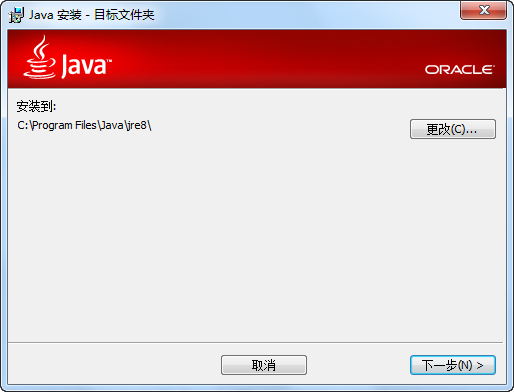 Java 安装 - 目标文件夹
Java™
ORACLE
安装到:
C:\Program Files\Java\jre8\
更改(C)...
取消
下一步(N) >